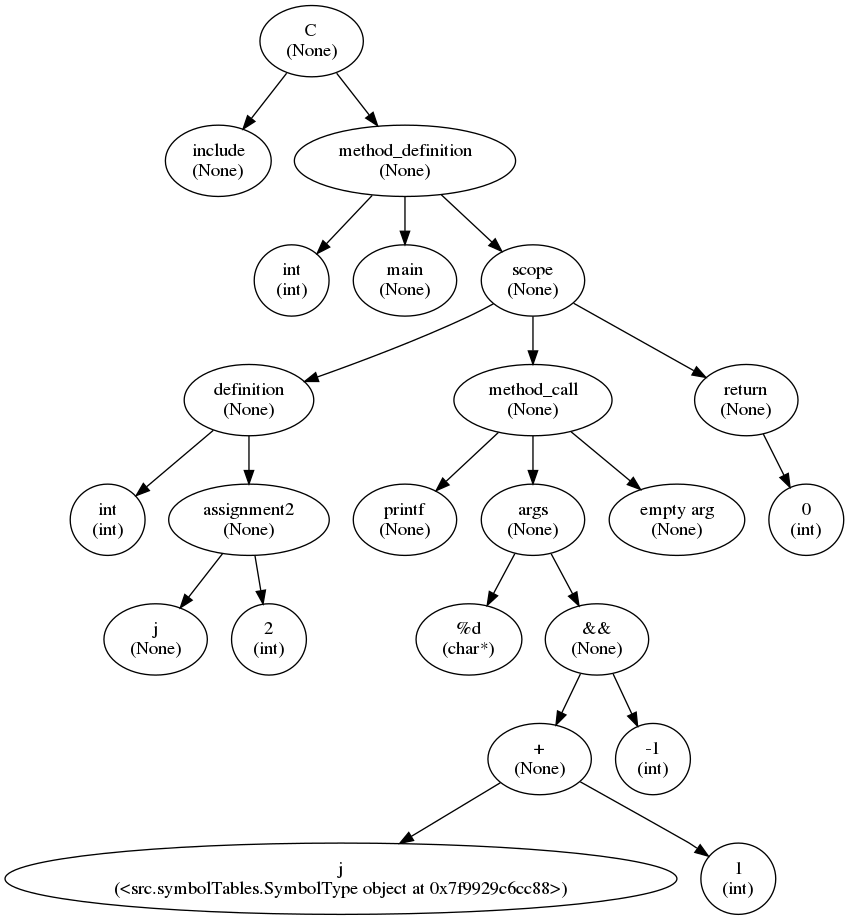 C
(None)
include
(None)
method_definition
(None)
int
(int)
main
(None)
scope
(None)
definition
(None)
method_call
(None)
return
(None)
int
(int)
assignment2
(None)
printf
(None)
args
(None)
empty arg
(None)
0
(int)
j
(None)
2
(int)
%d
(char*)
&&
(None)
+
(None)
-1
(int)
j
(<src.symbolTables.SymbolType object at 0x7f9929c6cc88>)
1
(int)